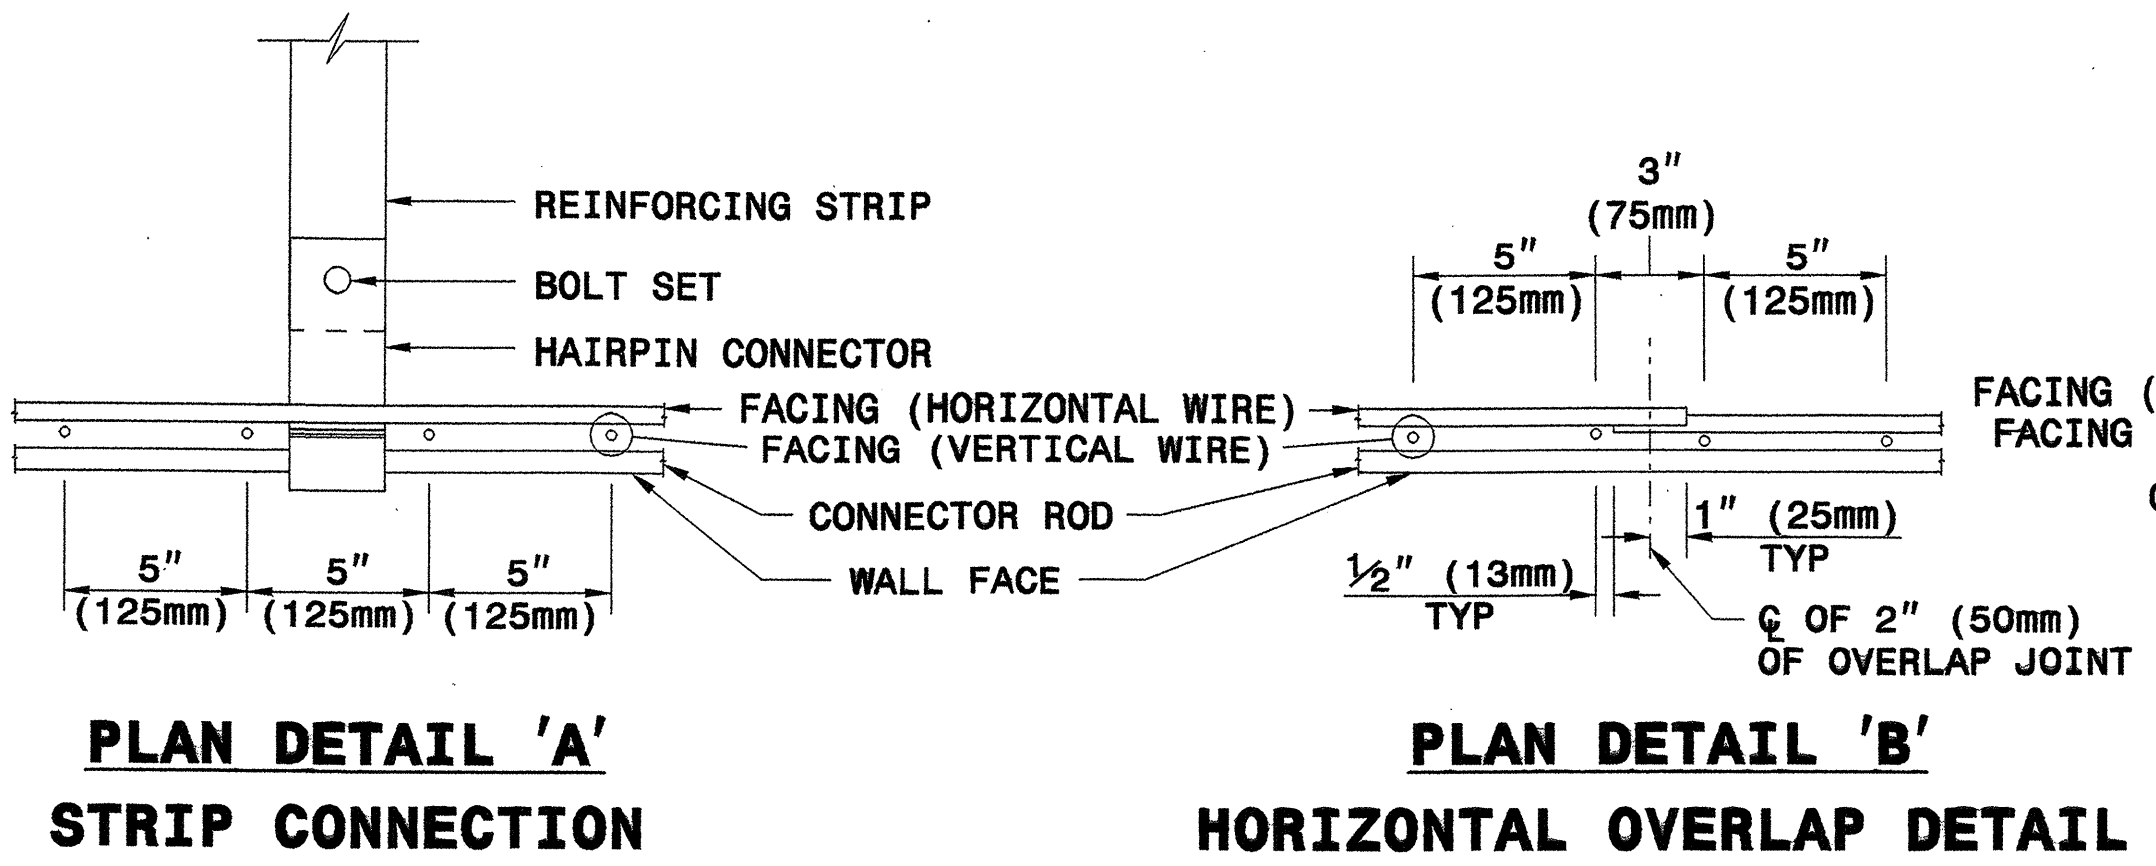 REINFORCING STRIP
BOLT SET
HAIRPIN CONNECTOR
FACING (HORIZONTAL WIRE)
FACING (VERTICAL WIRE)
CONNECTOR ROD
WALL FACE
5"
(125mm)
5"
(125mm)
5"
(125mm)
PLAN DETAIL 'A'
STRIP CONNECTION
3"
(75mm)
5"
(125mm)
5"
(125mm)
FACING (
FACING
1" (25mm)
TYP
½" (13mm)
TYP
℄ OF 2" (50mm)
OF OVERLAP JOINT
PLAN DETAIL 'B'
HORIZONTAL OVERLAP DETAIL